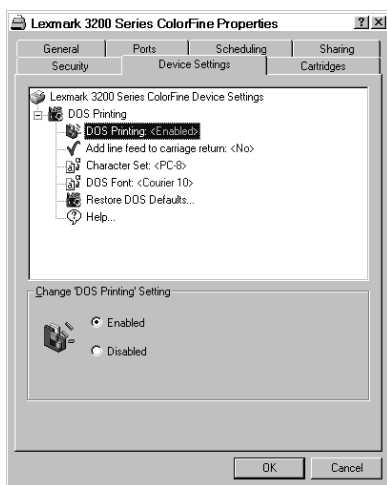 Lexmark 3200 Series ColorFine Properties
General Ports Scheduling Sharing
Security Device Settings Cartridges
Lexmark 3200 Series ColorFine Device Settings
DOS Printing
DOS Printing: <Enabled>
Add line feed to carriage return: <No>
Character Set: <PC-8>
DOS Font: <Courier 10>
Restore DOS Defaults...
Help...
Change 'DOS Printing' Setting
Enabled
Disabled
OK Cancel